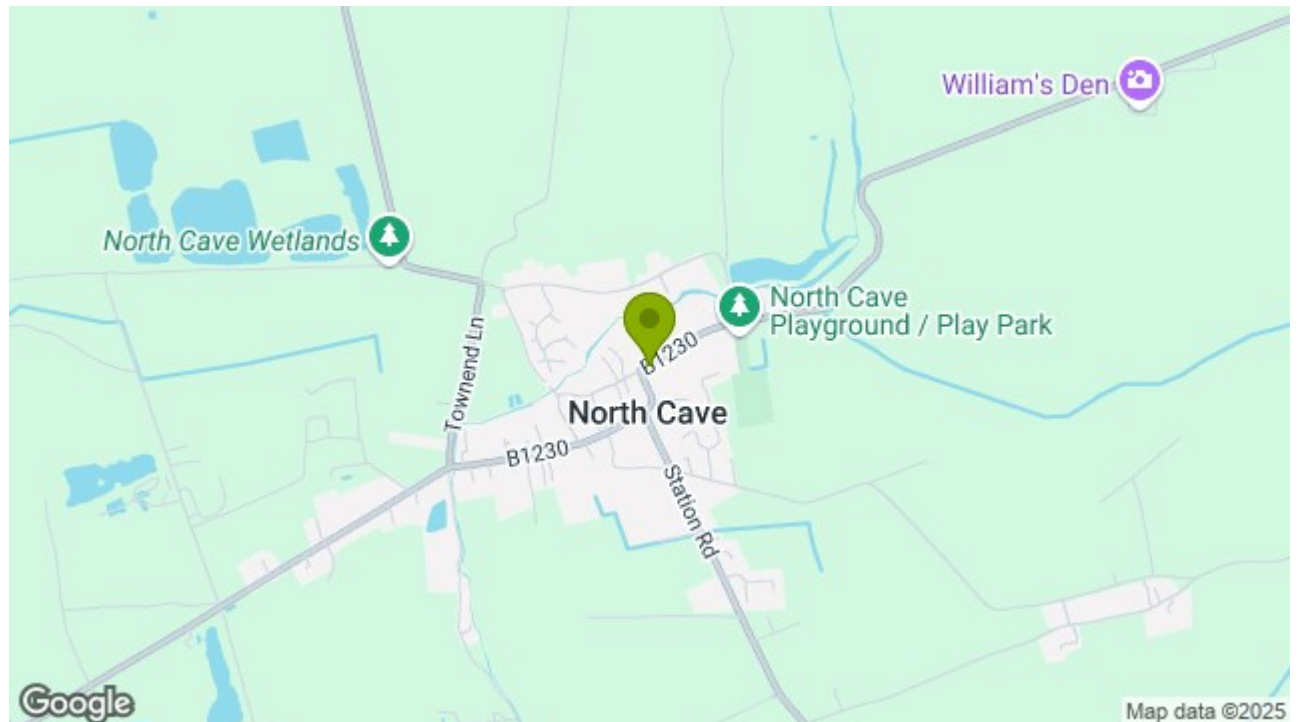 William's Den
North Cave Wetlands
North Cave
Playground / Play Park
Townend Ln
B1230
North Cave
B1230
Station Rd
Google
Map data ©2025